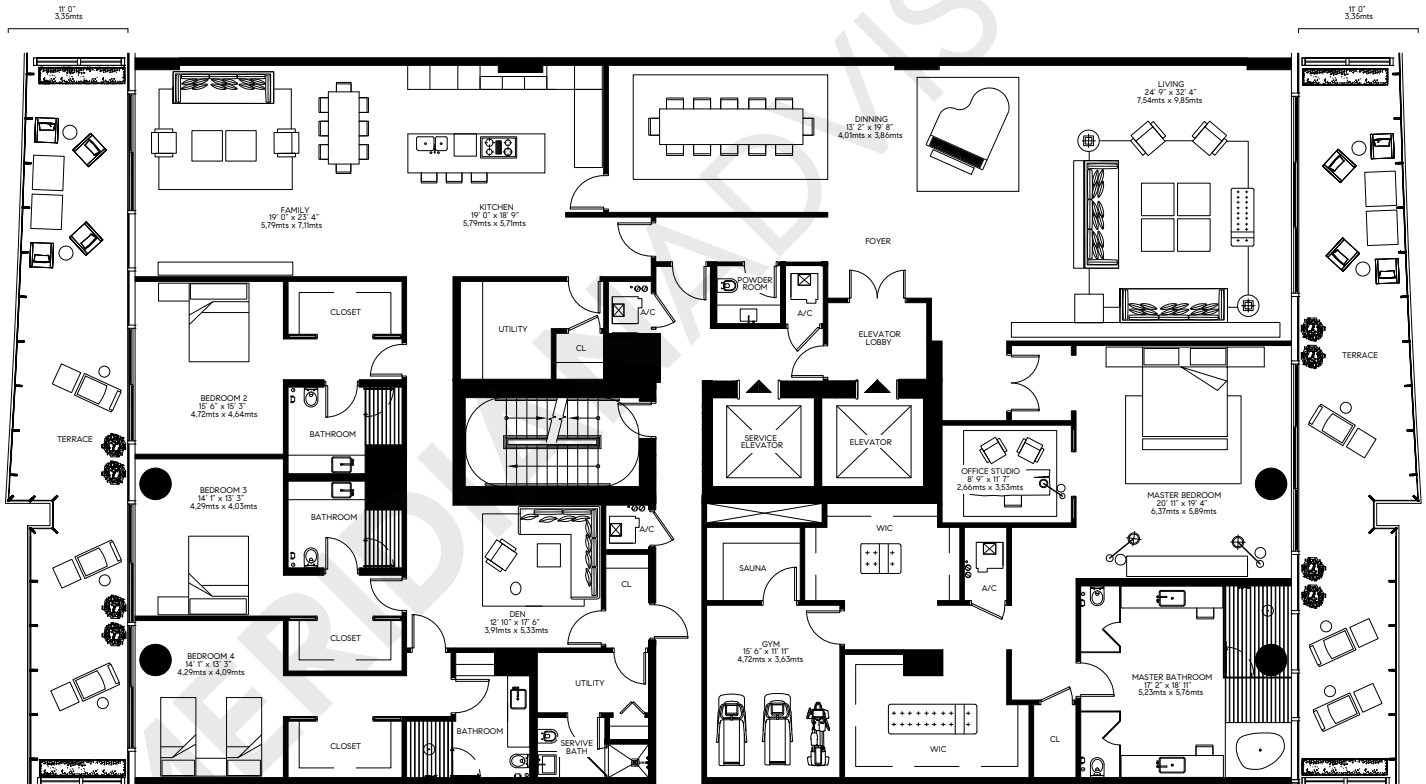 11' 0"
3,35mts
11' 0"
3,35mts
LIVING
24' 9" x 32' 4"
7,54mts x 9,85mts
DINNING
13' 2" x 19' 8"
4,01mts x 3,86mts
FAMILY
19' 0" x 23' 4"
5,79mts x 7,11mts
KITCHEN
19' 0" x 18' 9"
5,79mts x 5,71mts
FOYER
POWDER
ROOM
A/C
A/C
CLOSET
UTILITY
CL
ELEVATOR
LOBBY
TERRACE
BEDROOM 2
15' 6" x 15' 3"
4,72mts x 4,64mts
BATHROOM
TERRACE
SERVICE
ELEVATOR
ELEVATOR
OFFICE STUDIO
8' 9" x 11' 7"
2,66mts x 3,53mts
BEDROOM 3
14' 1" x 13' 3"
4,29mts x 4,03mts
BATHROOM
MASTER BEDROOM
20' 11" x 19' 4"
6,37mts x 5,89mts
A/C
WIC
SAUNA
CL
A/C
DEN
12' 10" x 17' 6"
3,91mts x 5,33mts
CLOSET
GYM
15' 6" x 11' 11"
4,72mts x 3,63mts
BEDROOM 4
14' 1" x 13' 3"
4,29mts x 4,09mts
UTILITY
MASTER BATHROOM
17' 2" x 18' 11"
5,23mts x 5,76mts
BATHROOM
CLOSET
SERVIVE
BATH
WIC
CL
MERIDIANADVIS